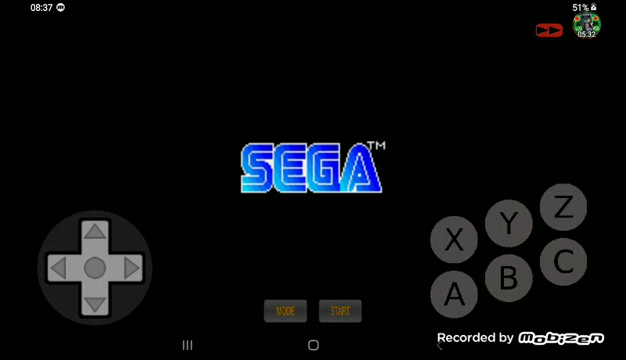 08:37
51%
05:32
SEGA™
X
Y
Z
A
B
C
MODE
START
Recorded by Mobizen